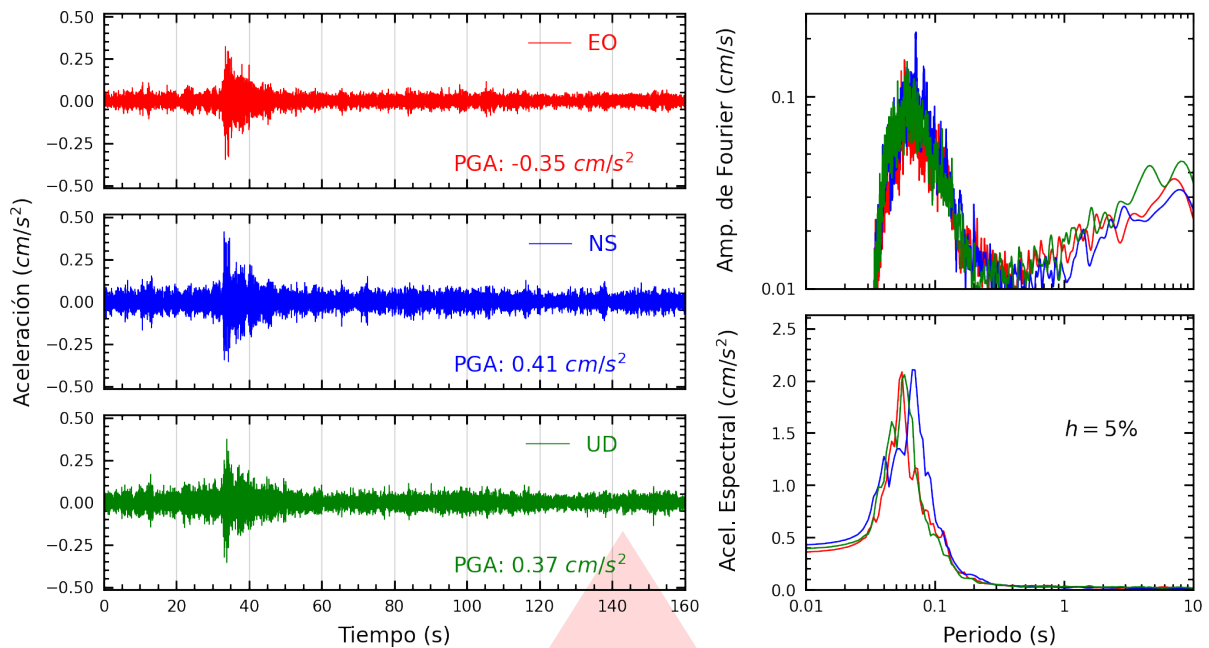 Aceleración (cm/s²)
0.50
0.25
0.00
−0.25
−0.50
EO
PGA: -0.35 cm/s²
0.50
0.25
0.00
−0.25
−0.50
NS
PGA: 0.41 cm/s²
0.50
0.25
0.00
−0.25
−0.50
UD
PGA: 0.37 cm/s²
0 20 40 60 80 100 120 140 160
Tiempo (s)
Amp. de Fourier (cm/s)
0.1
0.01
Acel. Espectral (cm/s²)
2.5
2.0
1.5
1.0
0.5
0.0
h = 5%
0.01 0.1 1 10
Periodo (s)